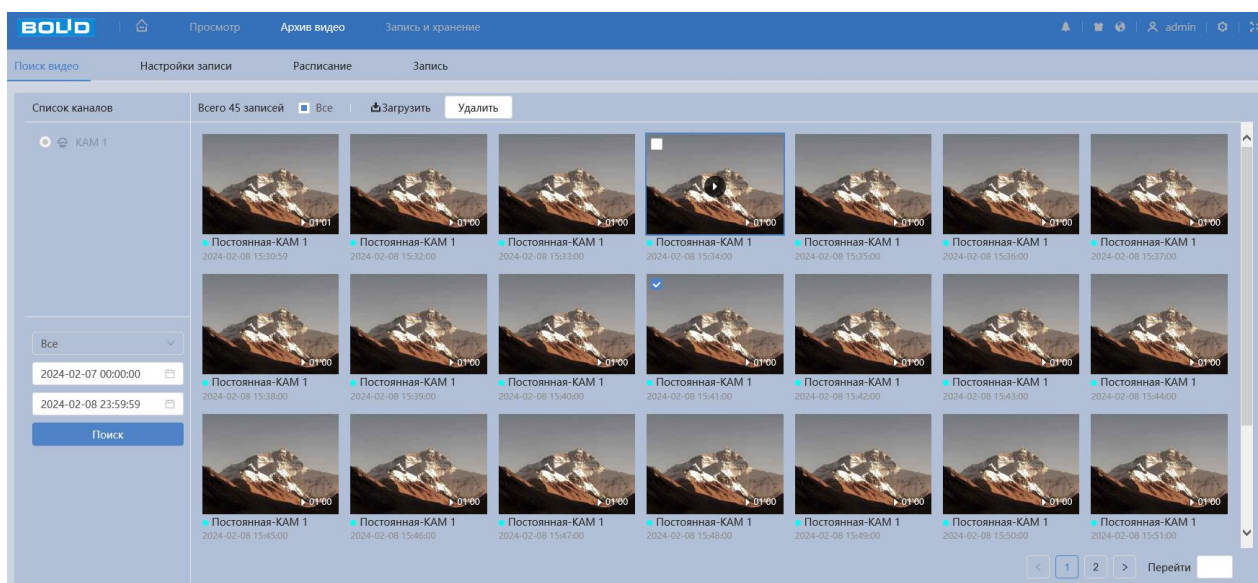 BOLID Просмотр Архив видео Запись и хранение admin
Поиск видео Настройки записи Расписание Запись
Список каналов Всего 45 записей Все Загрузить Удалить
КАМ 1
01'01 01'00 01'00 01'00 01'00 01'00 01'00
Постоянная-КАМ 1 Постоянная-КАМ 1 Постоянная-КАМ 1 Постоянная-КАМ 1 Постоянная-КАМ 1 Постоянная-КАМ 1 Постоянная-КАМ 1
2024-02-08 15:30:59 2024-02-08 15:32:00 2024-02-08 15:33:00 2024-02-08 15:34:00 2024-02-08 15:35:00 2024-02-08 15:36:00 2024-02-08 15:37:00
Все
2024-02-07 00:00:00
2024-02-08 23:59:59
Поиск
01'00 01'00 01'00 01'00 01'00 01'00 01'00
Постоянная-КАМ 1 Постоянная-КАМ 1 Постоянная-КАМ 1 Постоянная-КАМ 1 Постоянная-КАМ 1 Постоянная-КАМ 1 Постоянная-КАМ 1
2024-02-08 15:38:00 2024-02-08 15:39:00 2024-02-08 15:40:00 2024-02-08 15:41:00 2024-02-08 15:42:00 2024-02-08 15:43:00 2024-02-08 15:44:00
01'00 01'00 01'00 01'00 01'00 01'00 01'00
Постоянная-КАМ 1 Постоянная-КАМ 1 Постоянная-КАМ 1 Постоянная-КАМ 1 Постоянная-КАМ 1 Постоянная-КАМ 1 Постоянная-КАМ 1
2024-02-08 15:45:00 2024-02-08 15:46:00 2024-02-08 15:47:00 2024-02-08 15:48:00 2024-02-08 15:49:00 2024-02-08 15:50:00 2024-02-08 15:51:00
< 1 2 > Перейти